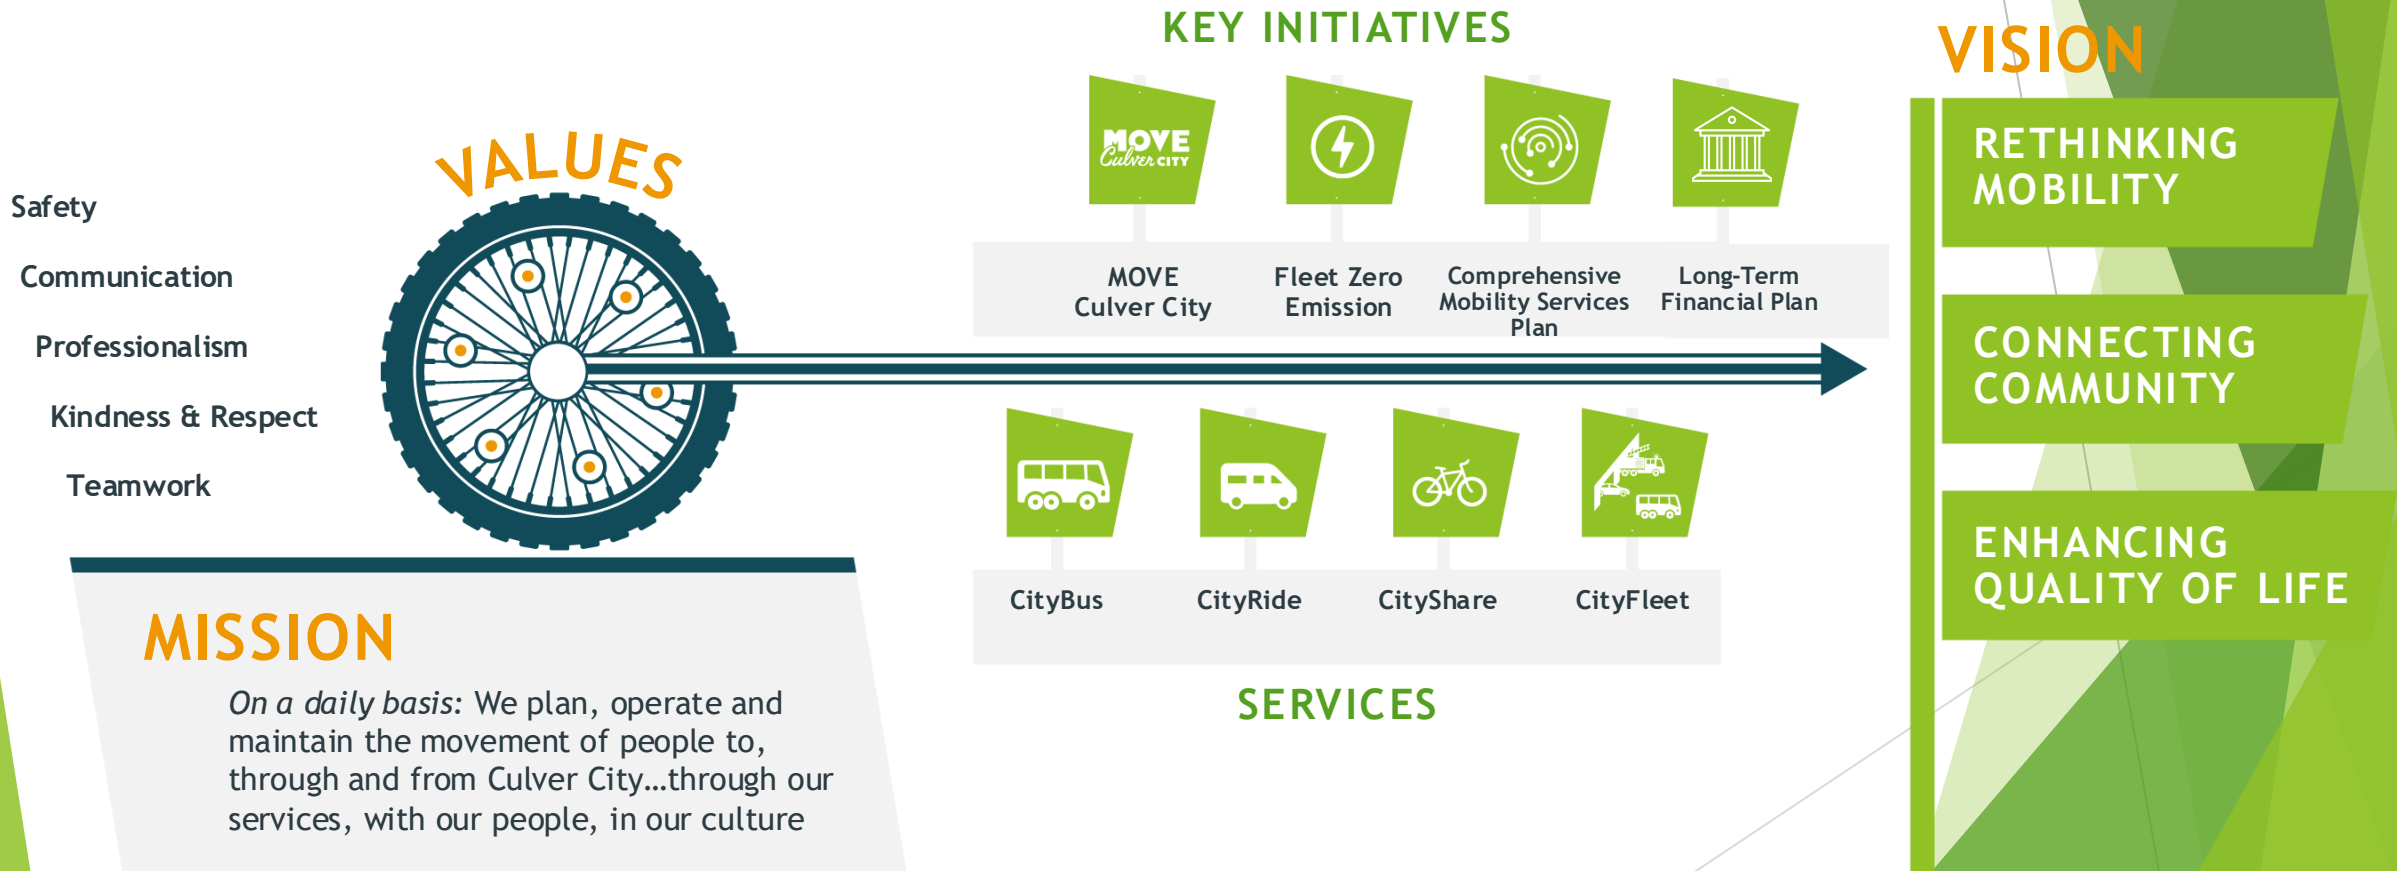 VALUES
Safety
Communication
Professionalism
Kindness & Respect
Teamwork
MISSION
On a daily basis: We plan, operate and
maintain the movement of people to,
through and from Culver City...through our
services, with our people, in our culture
KEY INITIATIVES
MOVE
Culver CITY
MOVE
Culver City
Fleet Zero
Emission
Comprehensive
Mobility Services
Plan
Long-Term
Financial Plan
CityBus
CityRide
CityShare
CityFleet
SERVICES
VISION
RETHINKING
MOBILITY
CONNECTING
COMMUNITY
ENHANCING
QUALITY OF LIFE